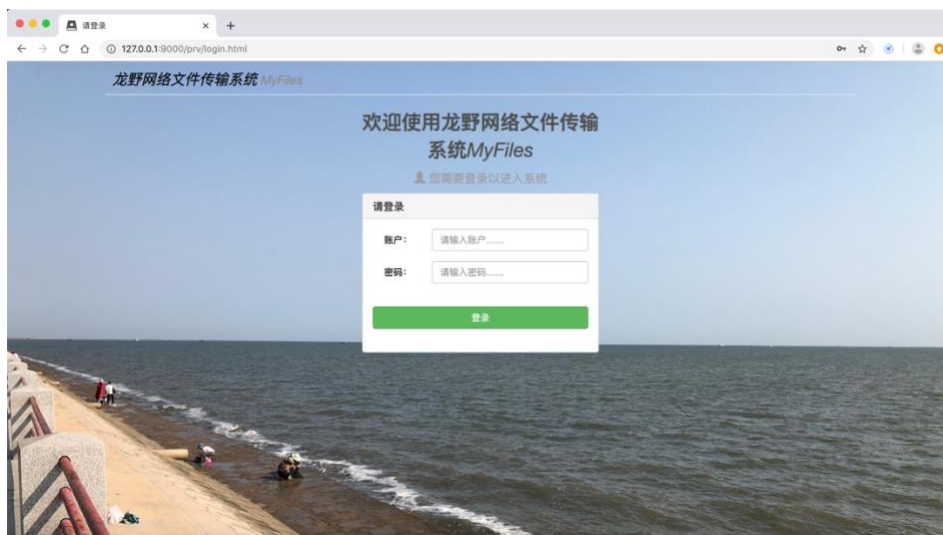 请登录
127.0.0.1:9000/prv/login.html
龙野网络文件传输系统 MyFiles
欢迎使用龙野网络文件传输
系统MyFiles
您需要登录以进入系统
请登录
账户: 请输入账户......
密码: 请输入密码......
登录